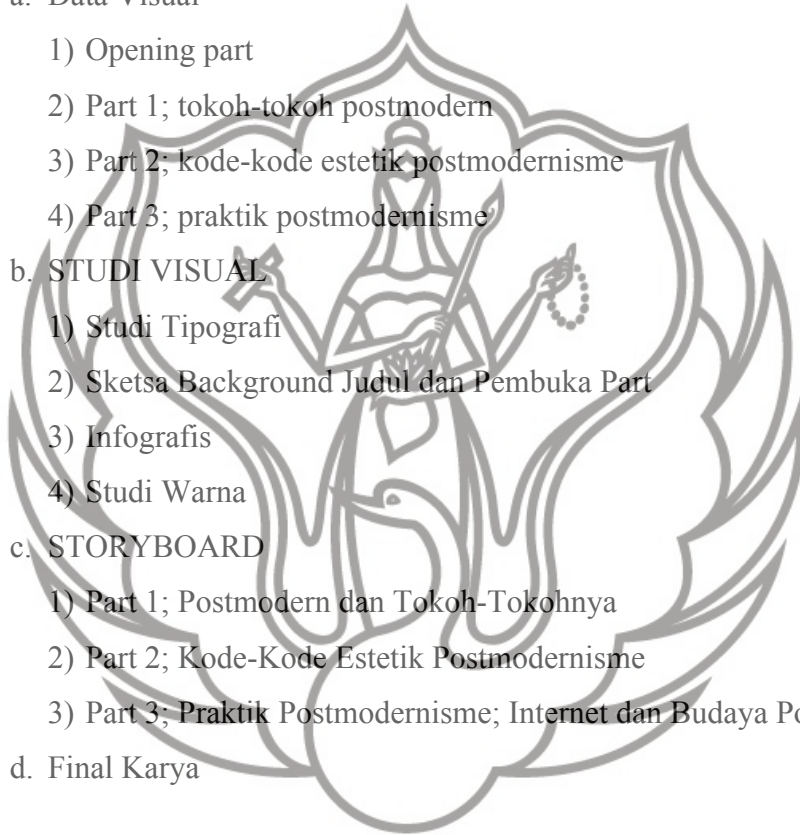 a. Data Visual
1) Opening part
2) Part 1; tokoh-tokoh postmodern
3) Part 2; kode-kode estetik postmodernisme
4) Part 3; praktik postmodernisme
b. STUDI VISUAL
1) Studi Tipografi
2) Sketsa Background Judul dan Pembuka Part
3) Infografis
4) Studi Warna
c. STORYBOARD
1) Part 1; Postmodern dan Tokoh-Tokohnya
2) Part 2; Kode-Kode Estetik Postmodernisme
3) Part 3; Praktik Postmodernisme; Internet dan Budaya Po
d. Final Karya